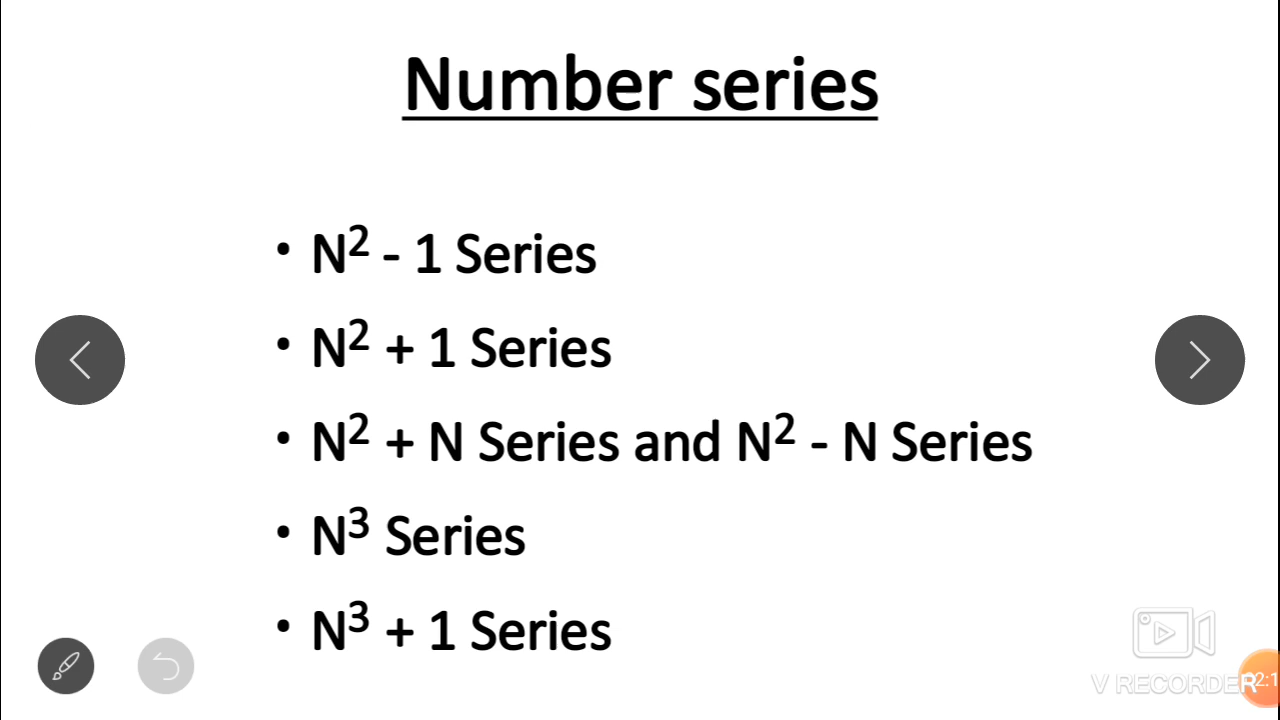 Number series
• N² - 1 Series
• N² + 1 Series
• N² + N Series and N² - N Series
• N³ Series
• N³ + 1 Series
V RECORDER